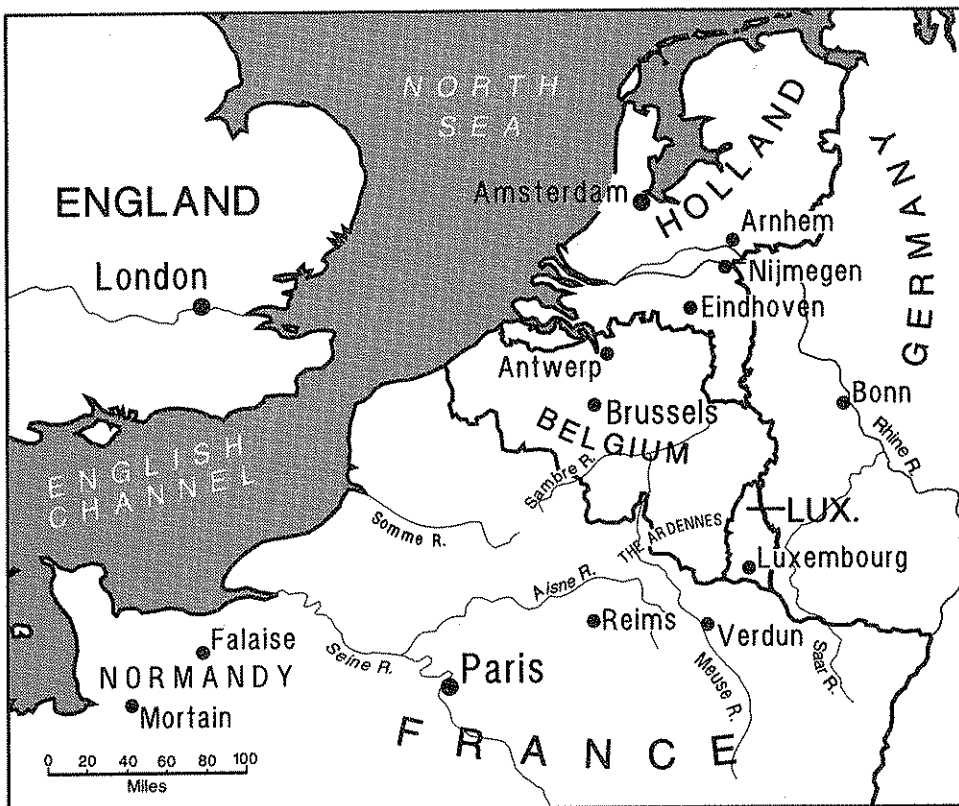 NORTH
SEA
ENGLAND
London
Amsterdam
HOLLAND
GERMANY
Arnhem
Nijmegen
Eindhoven
Antwerp
Brussels
BELGIUM
Bonn
Rhine R.
ENGLISH
CHANNEL
Sambre R.
Somme R.
THE ARDENNES
LUX.
Luxembourg
Aisne R.
Reims
Verdun
Saar R.
Meuse R.
Falaise
NORMANDY
Mortain
Seine R.
Paris
FRANCE
0 20 40 60 80 100
Miles